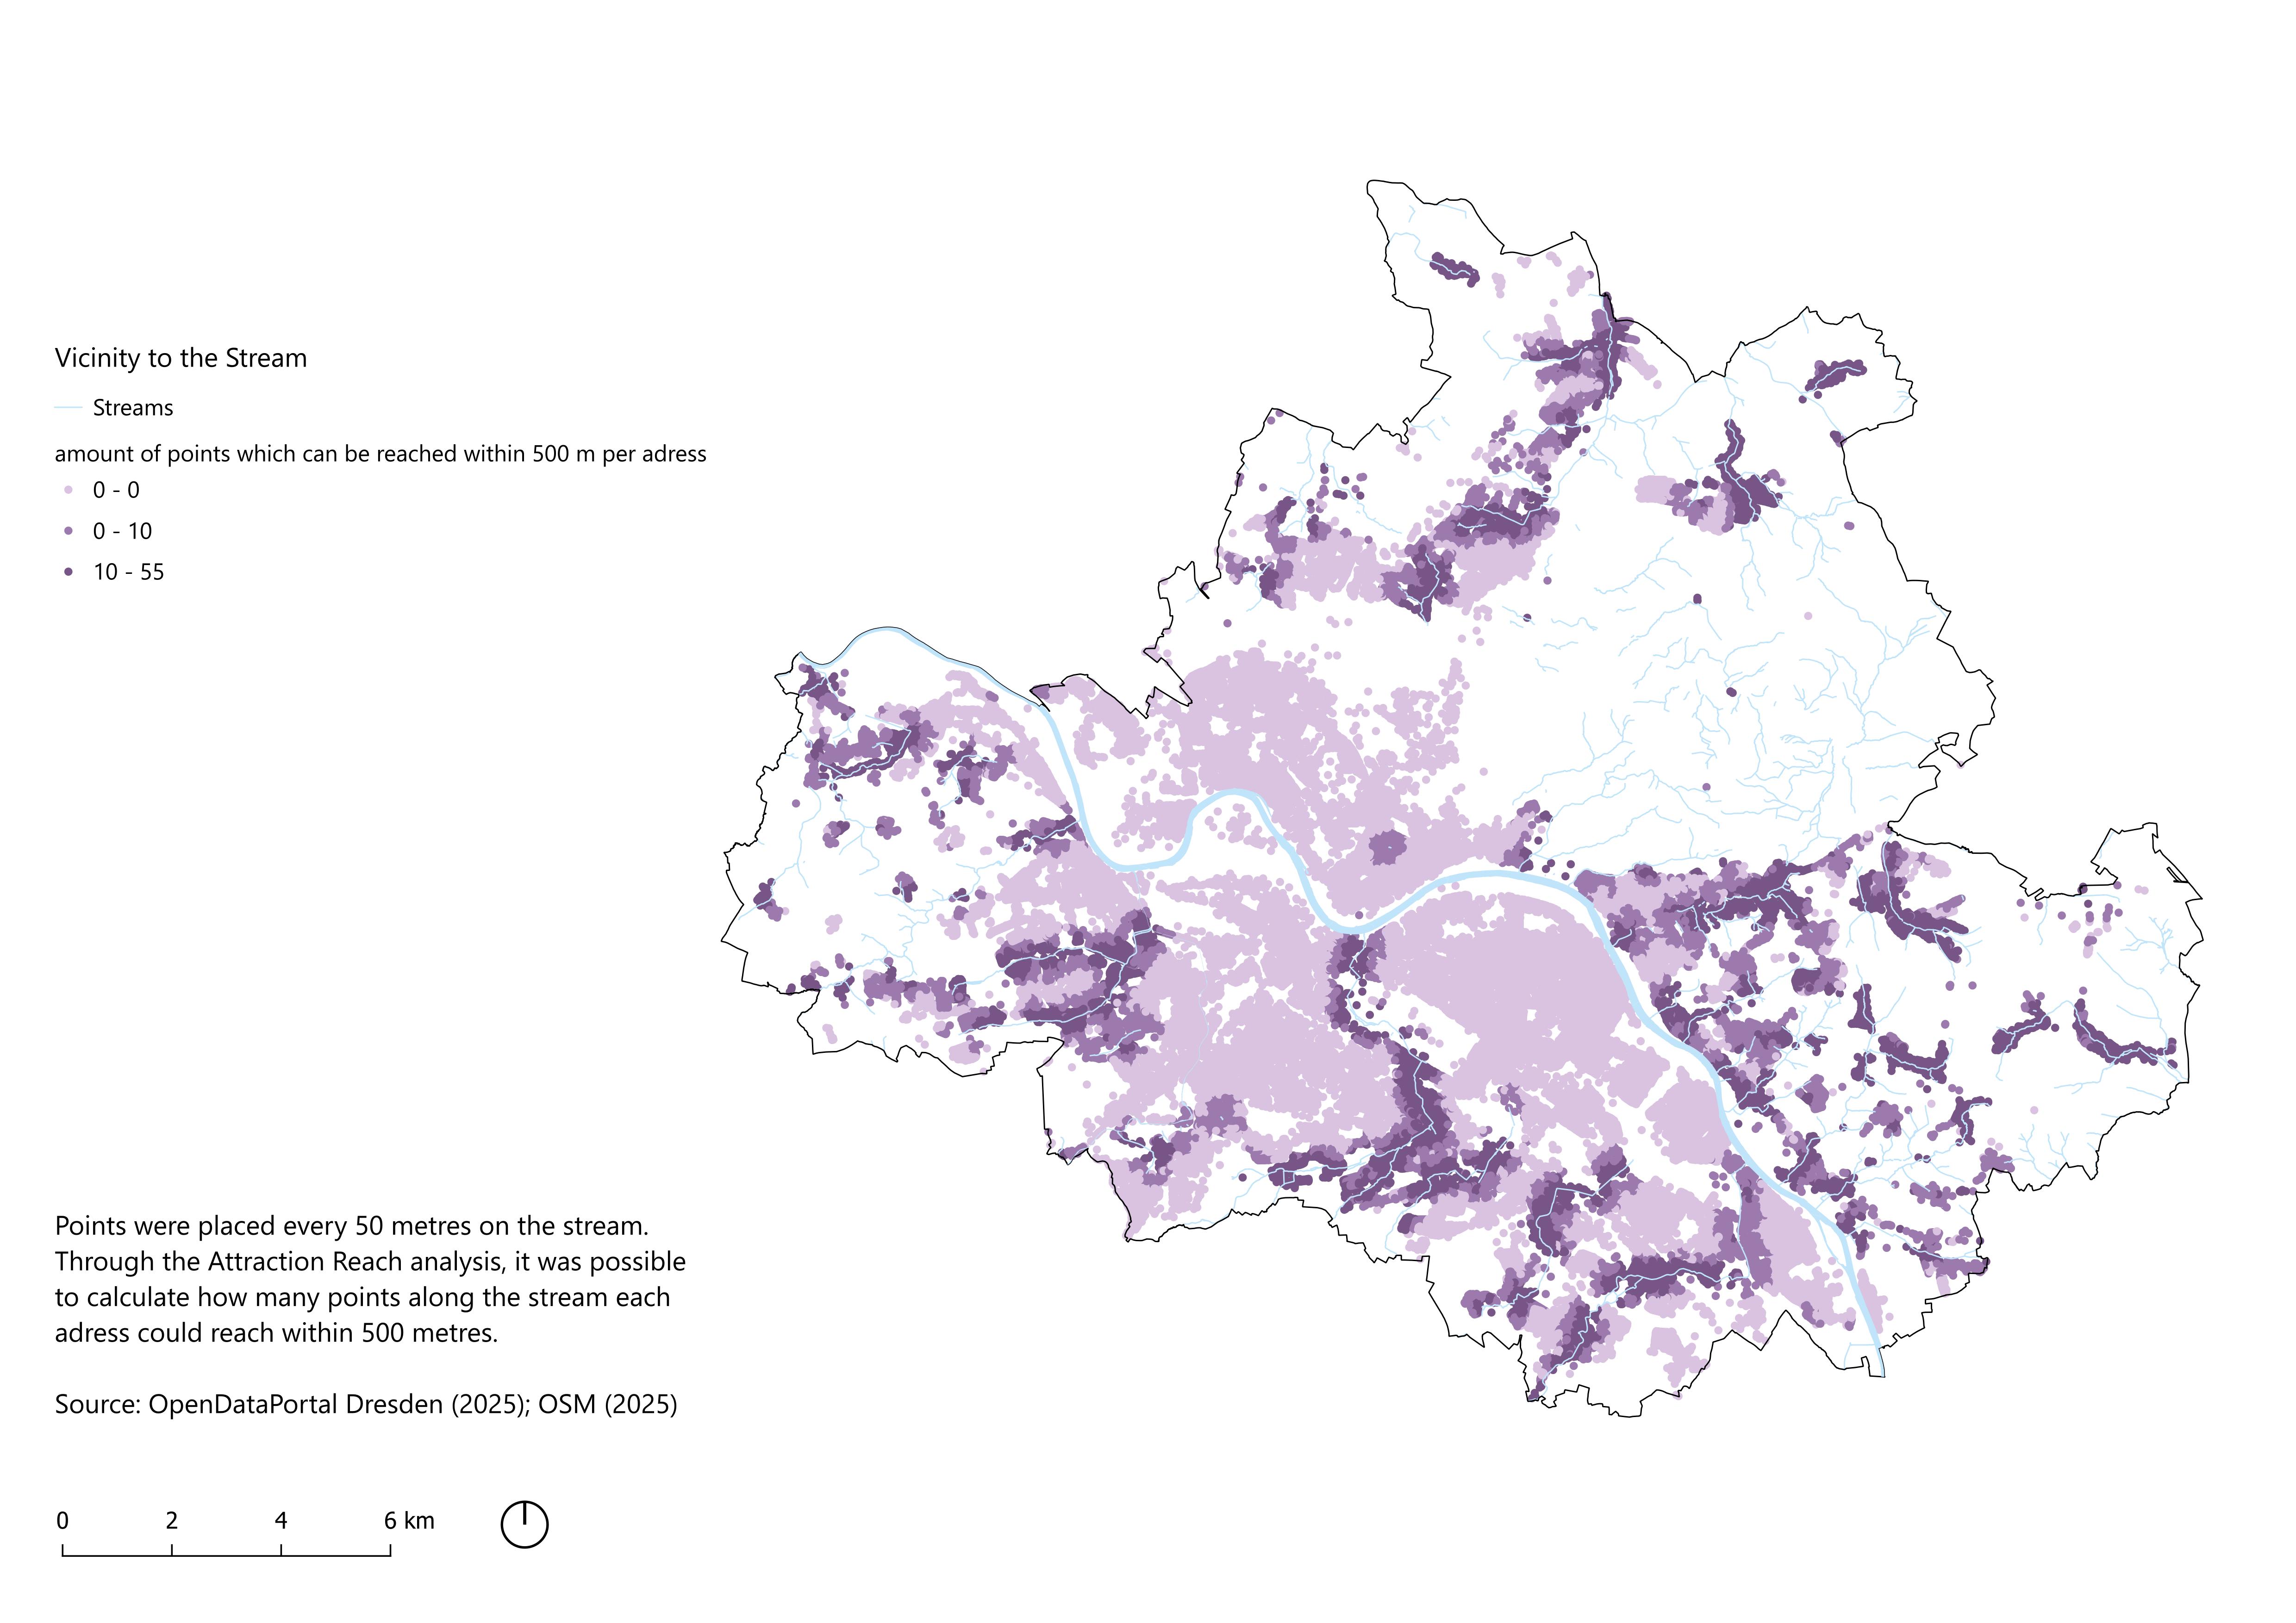 Vicinity to the Stream
Streams
amount of points which can be reached within 500 m per adress
0 - 0
0 - 10
10 - 55
Points were placed every 50 metres on the stream.
Through the Attraction Reach analysis, it was possible
to calculate how many points along the stream each
adress could reach within 500 metres.
Source: OpenDataPortal Dresden (2025); OSM (2025)
0 2 4 6 km